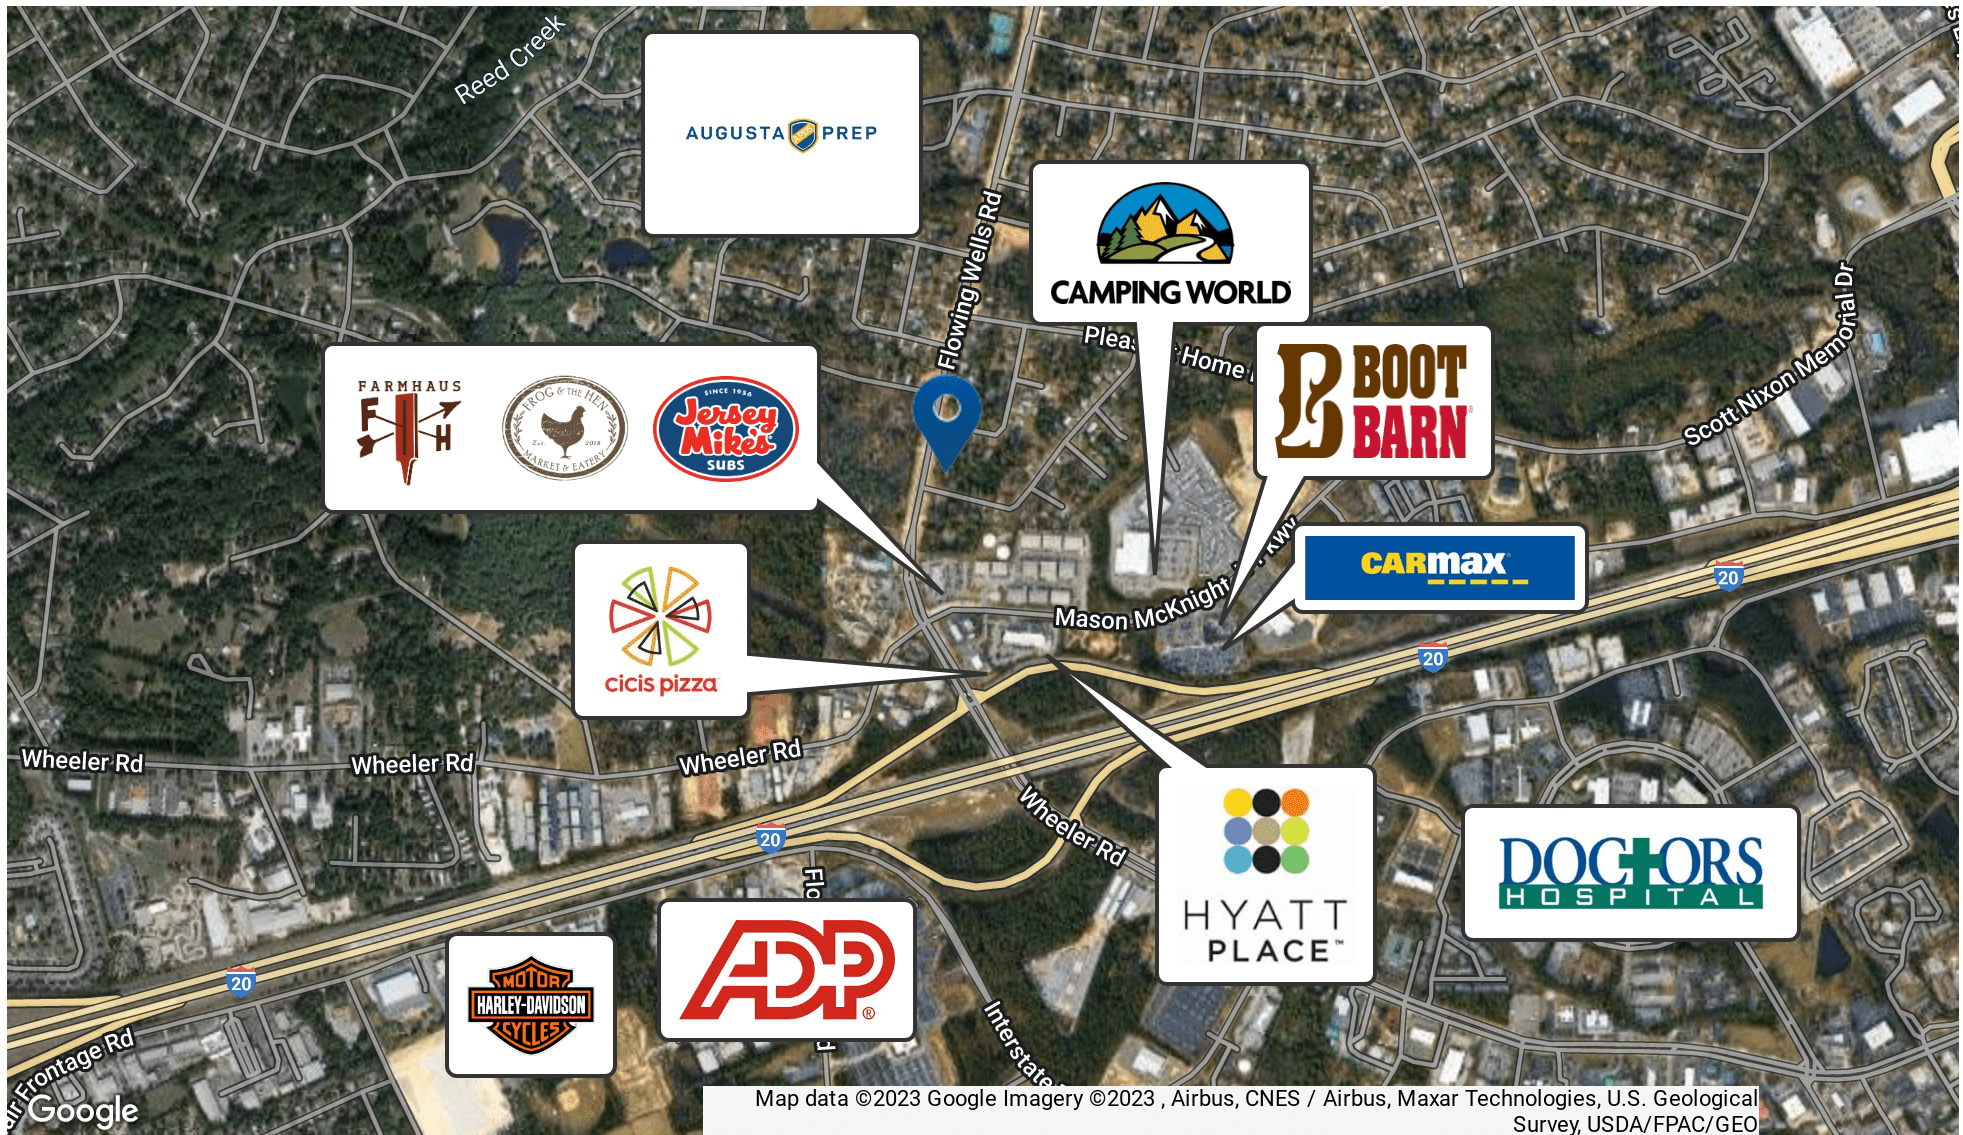 Reed Creek
AUGUSTA PREP
Flowing Wells Rd
CAMPING WORLD
Scott Nixon Memorial Dr
Home
BOOT
BARN
FARMHAUS
F H
FROG & THE HEN
Est. 2018
MARKET & EATERY
SINCE 1956
Jersey
Mike's
SUBS
CARMAX
20
Mason McKnight
Kwy
20
cicis pizza
Wheeler Rd
Wheeler Rd
Wheeler Rd
Wheeler Rd
20
HYATT
PLACE™
DOCTORS
HOSPITAL
ADP®
MOTOR
HARLEY-DAVIDSON
CYCLES
20
Frontage Rd
Interstate
Google
Map data ©2023 Google Imagery ©2023 , Airbus, CNES / Airbus, Maxar Technologies, U.S. Geological
Survey, USDA/FPAC/GEO